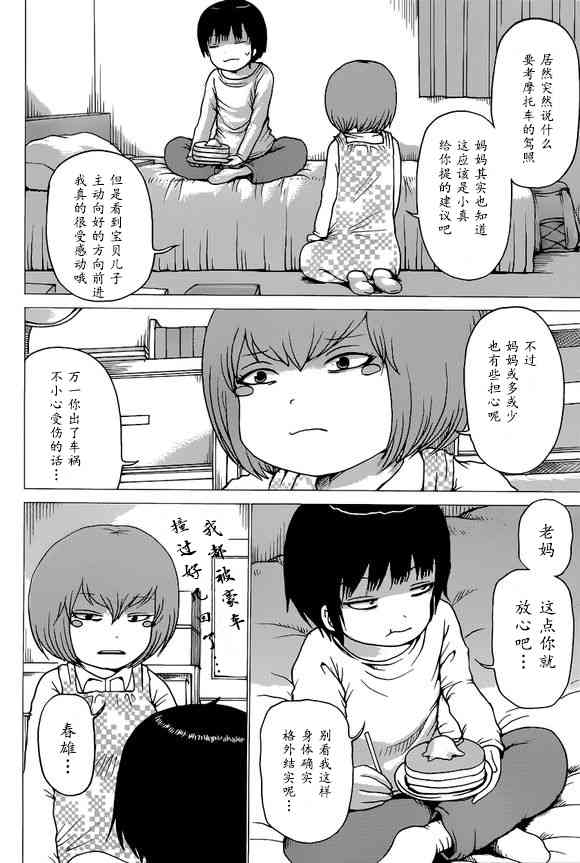 居然突然说什么
要考摩托车的驾照
妈妈其实也知道
这应该是小真
给你提的建议吧
但是看到宝贝儿子
主动向好的方向前进
我真的很受感动哦
不过
妈妈或多或少
也有些担心呢
万一你出了车祸
不小心受伤的话…
老妈
这点你就
放心吧…
别看我这样
身体确实
格外结实呢…
我都被豪车
撞过好几回了…
春雄…